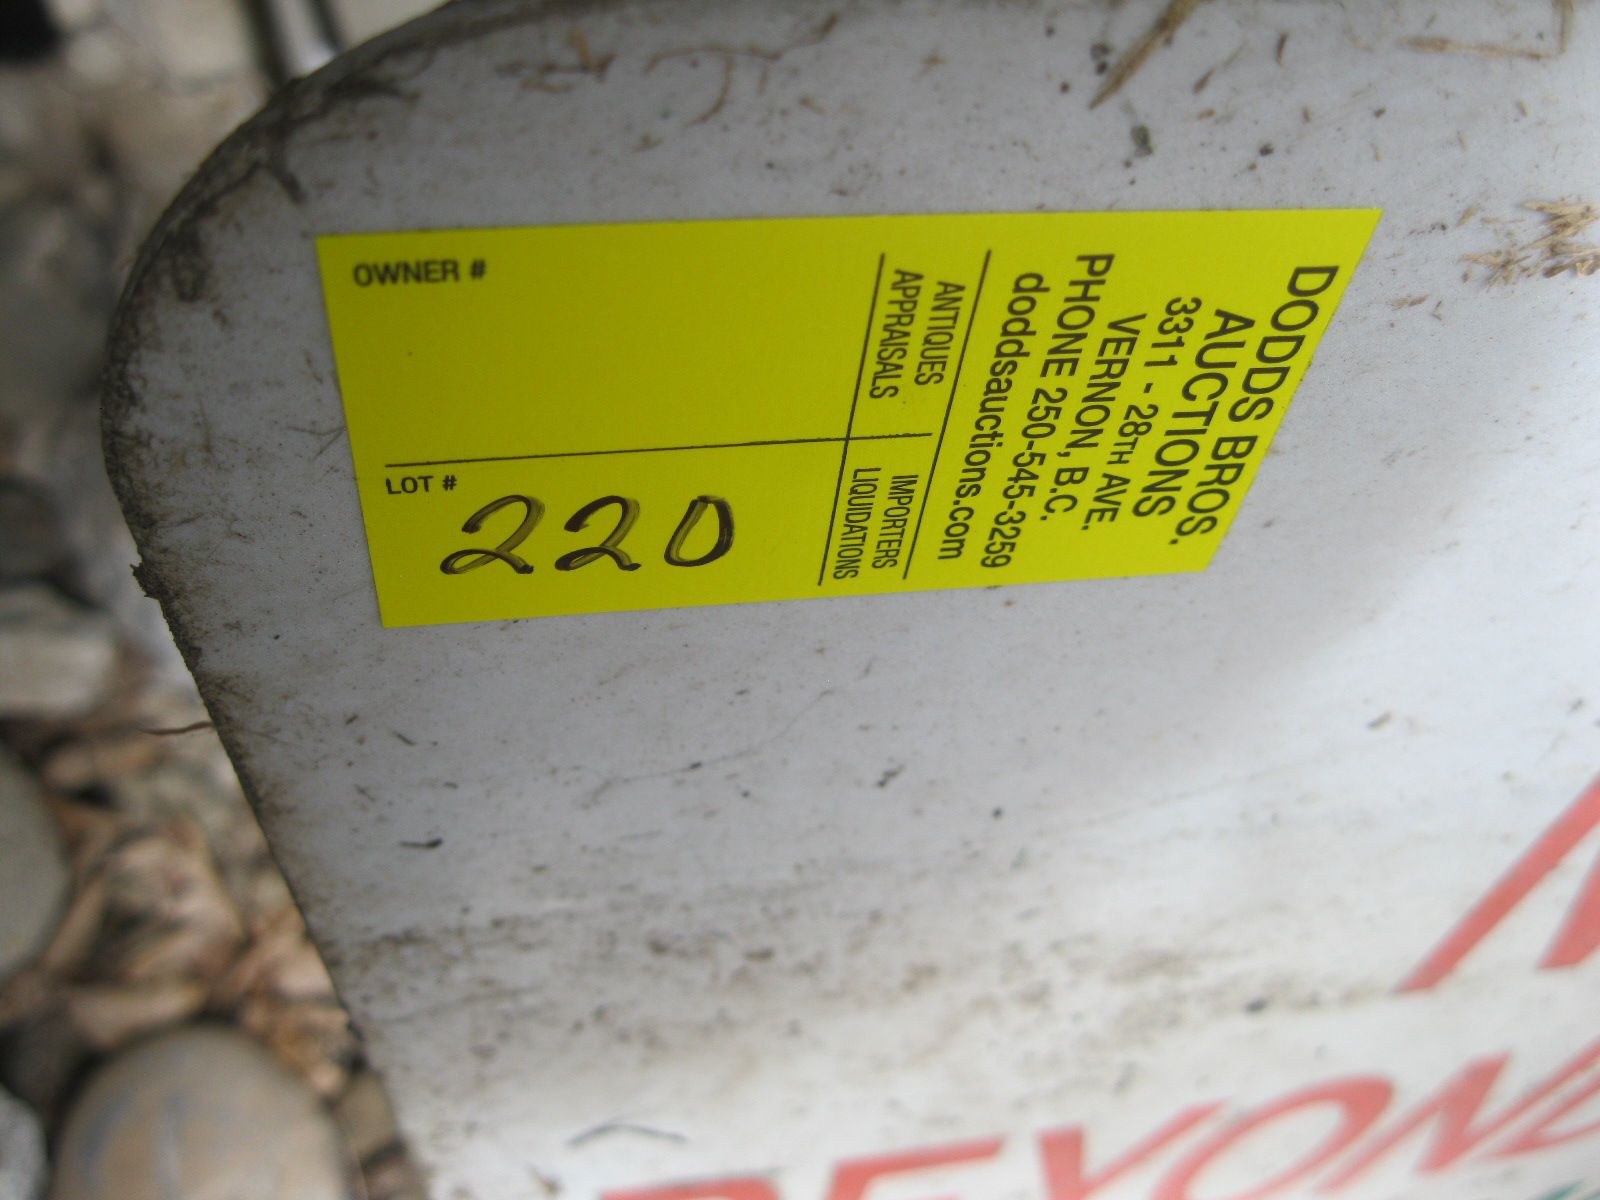 DODDS BROS.
AUCTIONS
3311 - 28TH AVE.
VERNON, B.C.
PHONE 250-545-3259
doddsauctions.com
ANTIQUES
APPRAISALS
IMPORTERS
LIQUIDATIONS
OWNER #
LOT #
220